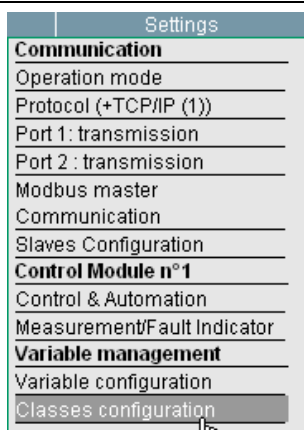 Settings
Communication
Operation mode
Protocol (+TCP/IP (1))
Port 1: transmission
Port 2 : transmission
Modbus master
Communication
Slaves Configuration
Control Module n°1
Control & Automation
Measurement/Fault Indicator
Variable management
Variable configuration
Classes configuration